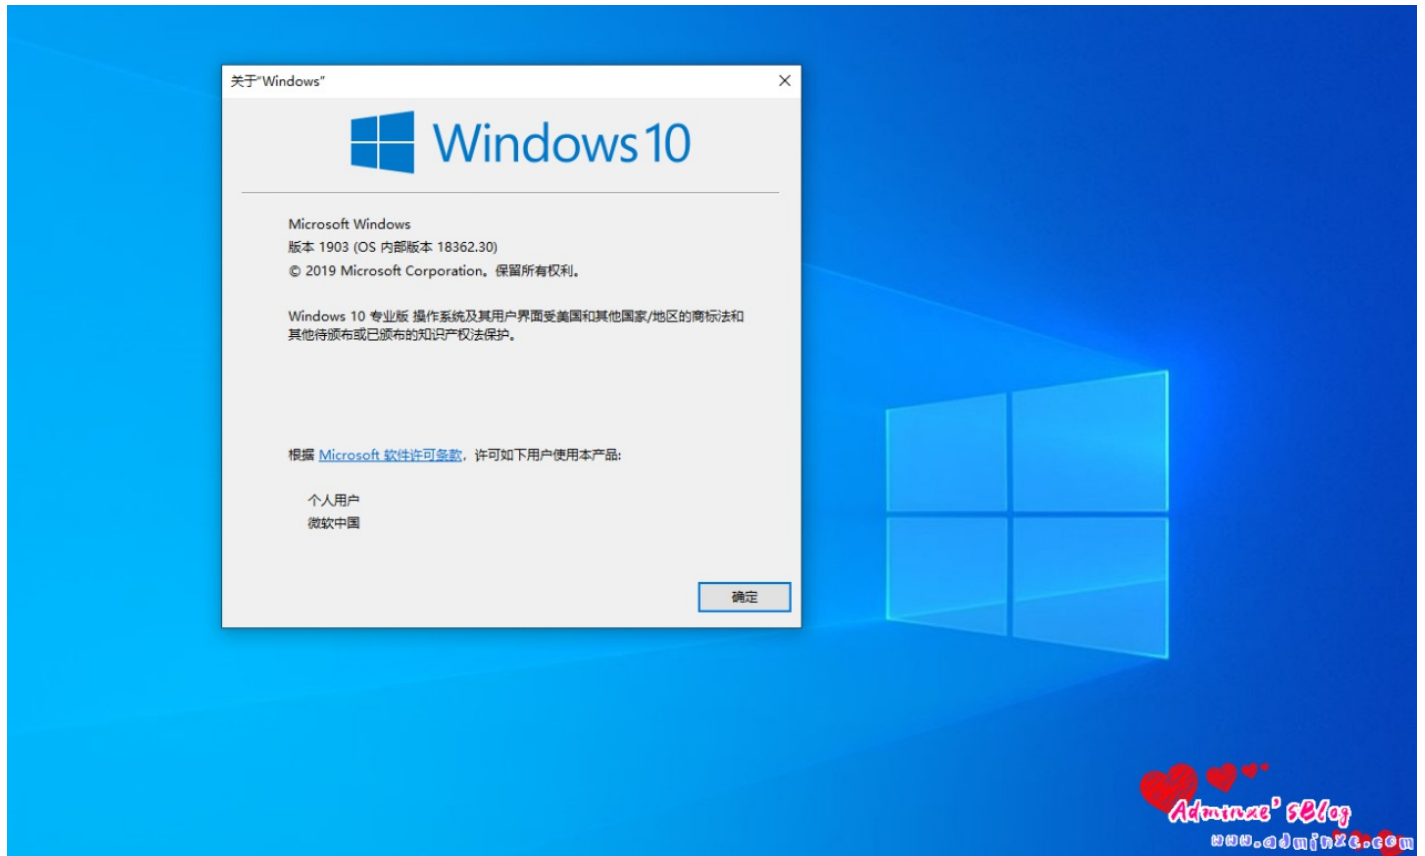 关于“Windows”
Windows 10
Microsoft Windows
版本 1903 (OS 内部版本 18362.30)
© 2019 Microsoft Corporation。保留所有权利。
Windows 10 专业版 操作系统及其用户界面受美国和其他国家/地区的商标法和
其他待颁布或已颁布的知识产权法保护。
根据 Microsoft 软件许可条款，许可如下用户使用本产品:
个人用户
微软中国
确定
Adminxe's Blog
www.adminxe.com